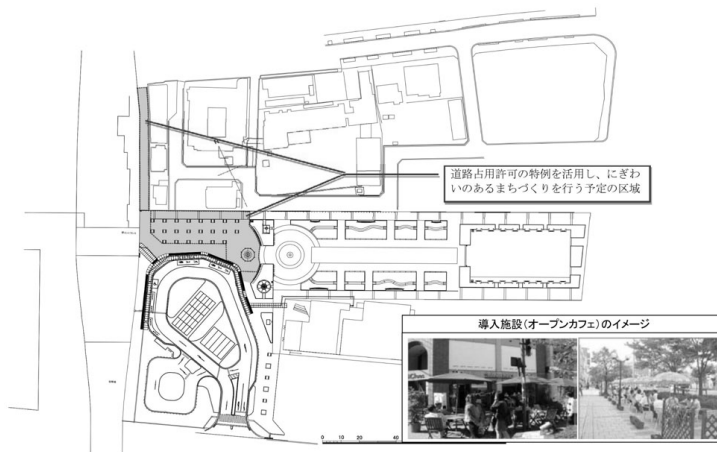 道路占用許可の特例を活用し、にぎわ
いのあるまちづくりを行う予定の区域
導入施設(オープンカフェ)のイメージ
0 10 20 40